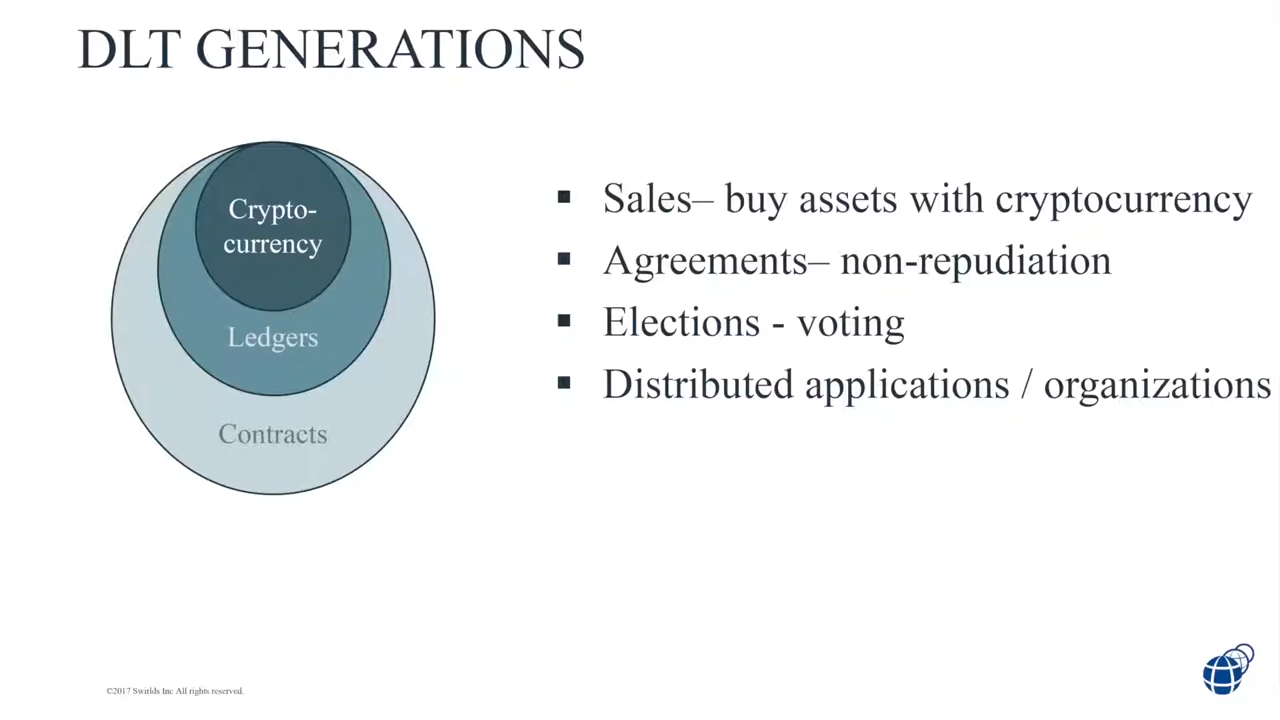 DLT GENERATIONS
Crypto-
currency
Ledgers
Contracts
▪ Sales– buy assets with cryptocurrency
▪ Agreements– non-repudiation
▪ Elections - voting
▪ Distributed applications / organizations
©2017 Swirlds Inc All rights reserved.